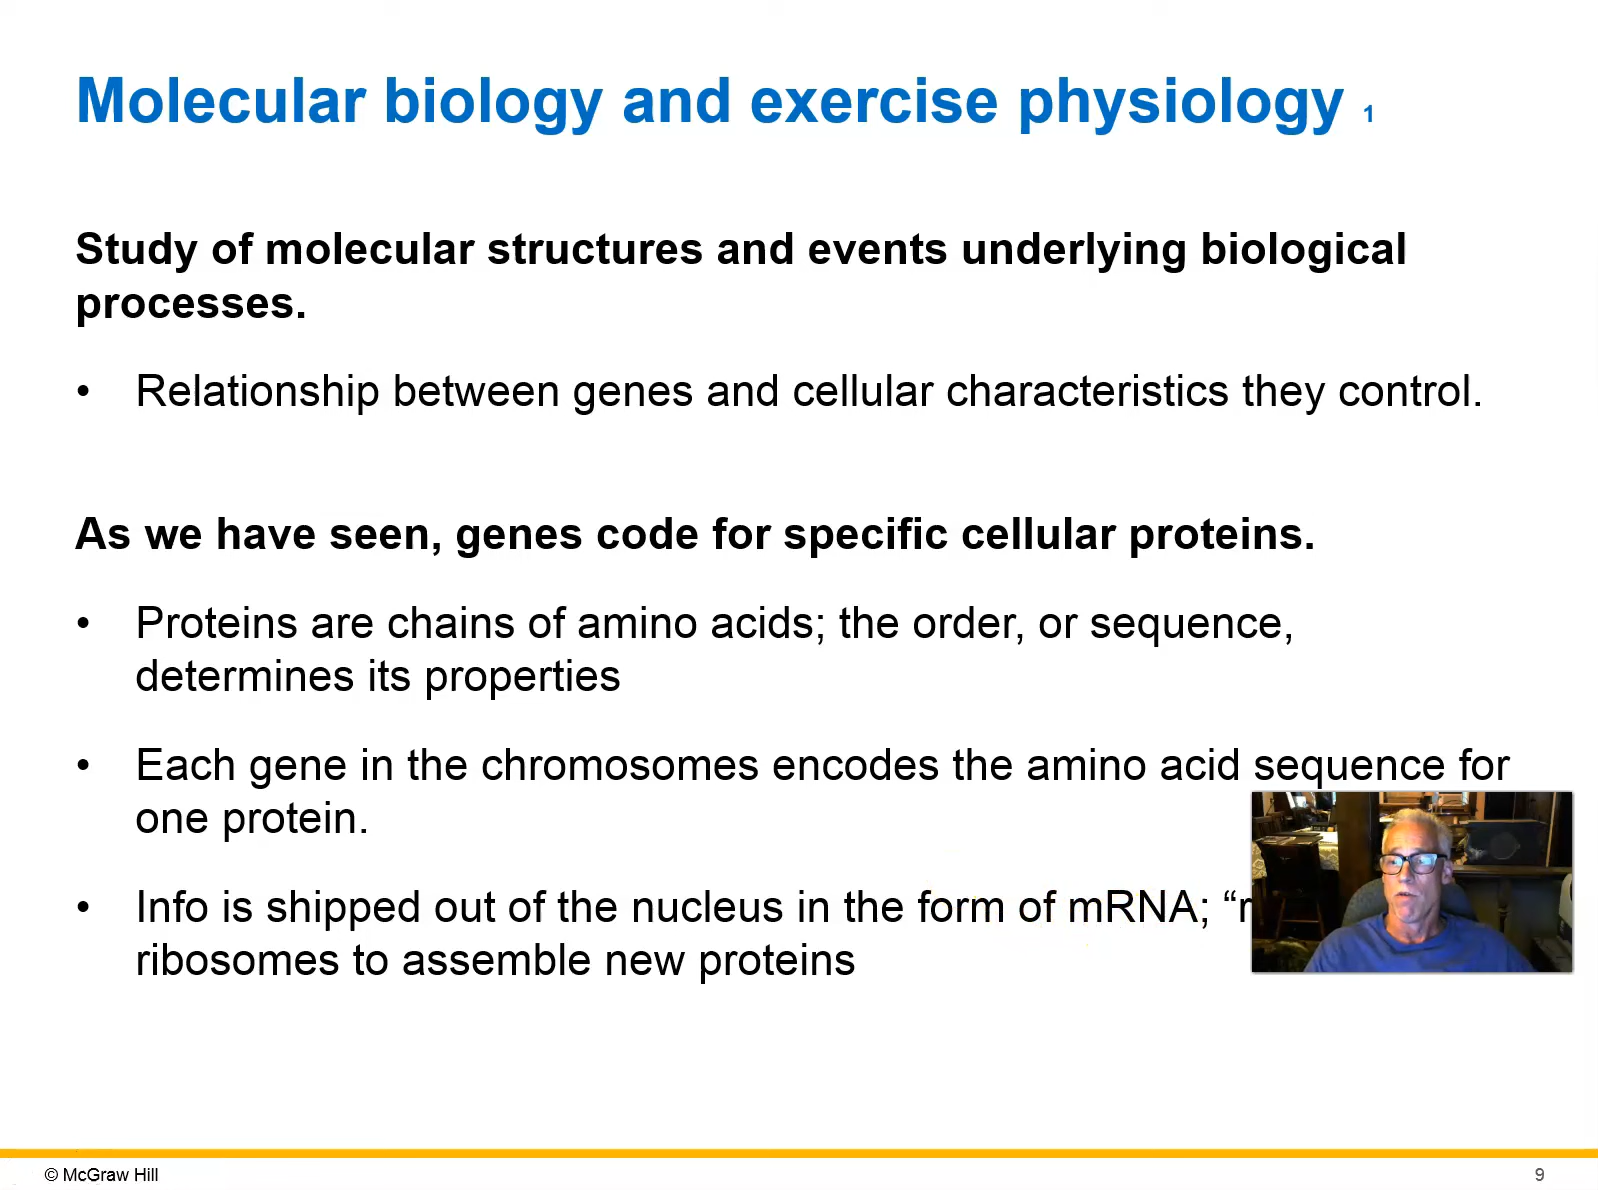 Molecular biology and exercise physiology 1
Study of molecular structures and events underlying biological
processes.
• Relationship between genes and cellular characteristics they control.
As we have seen, genes code for specific cellular proteins.
• Proteins are chains of amino acids; the order, or sequence,
determines its properties
• Each gene in the chromosomes encodes the amino acid sequence for
one protein.
• Info is shipped out of the nucleus in the form of mRNA;
ribosomes to assemble new proteins
© McGraw Hill
9